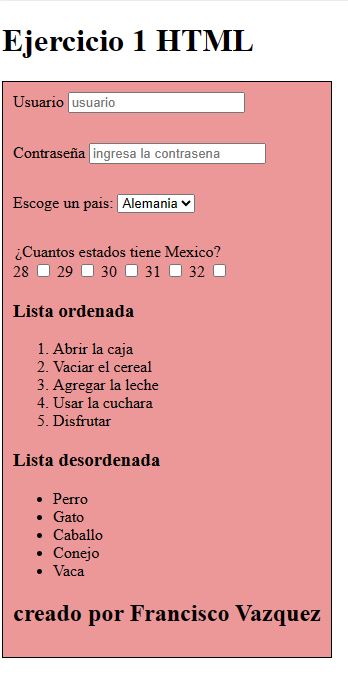 Ejercicio 1 HTML
Usuario usuario
Contraseña ingresa la contrasena
Escoge un pais: Alemania
¿Cuantos estados tiene Mexico?
28 29 30 31 32
Lista ordenada
1. Abrir la caja
2. Vaciar el cereal
3. Agregar la leche
4. Usar la cuchara
5. Disfrutar
Lista desordenada
• Perro
• Gato
• Caballo
• Conejo
• Vaca
creado por Francisco Vazquez